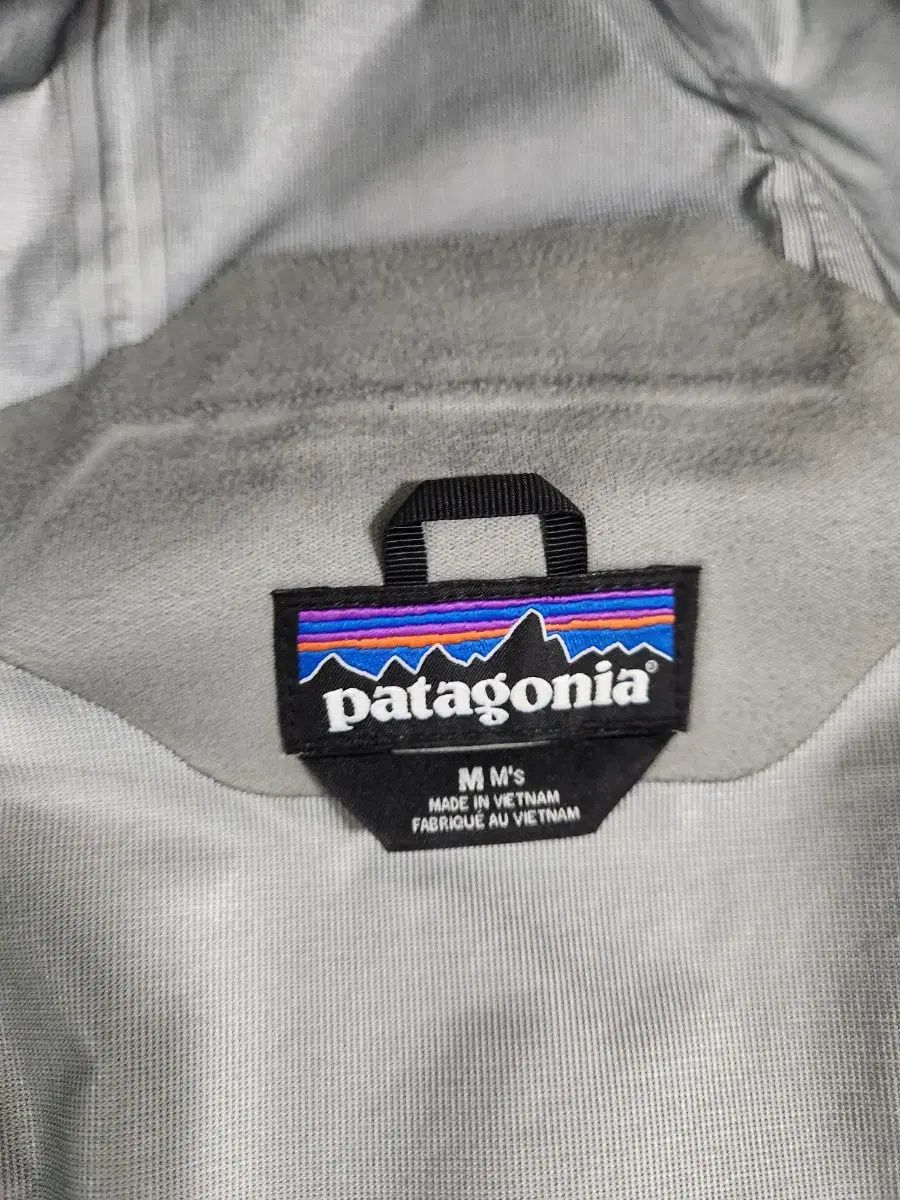 patagonia®
M M's
MADE IN VIETNAM
FABRIQUÉ AU VIETNAM